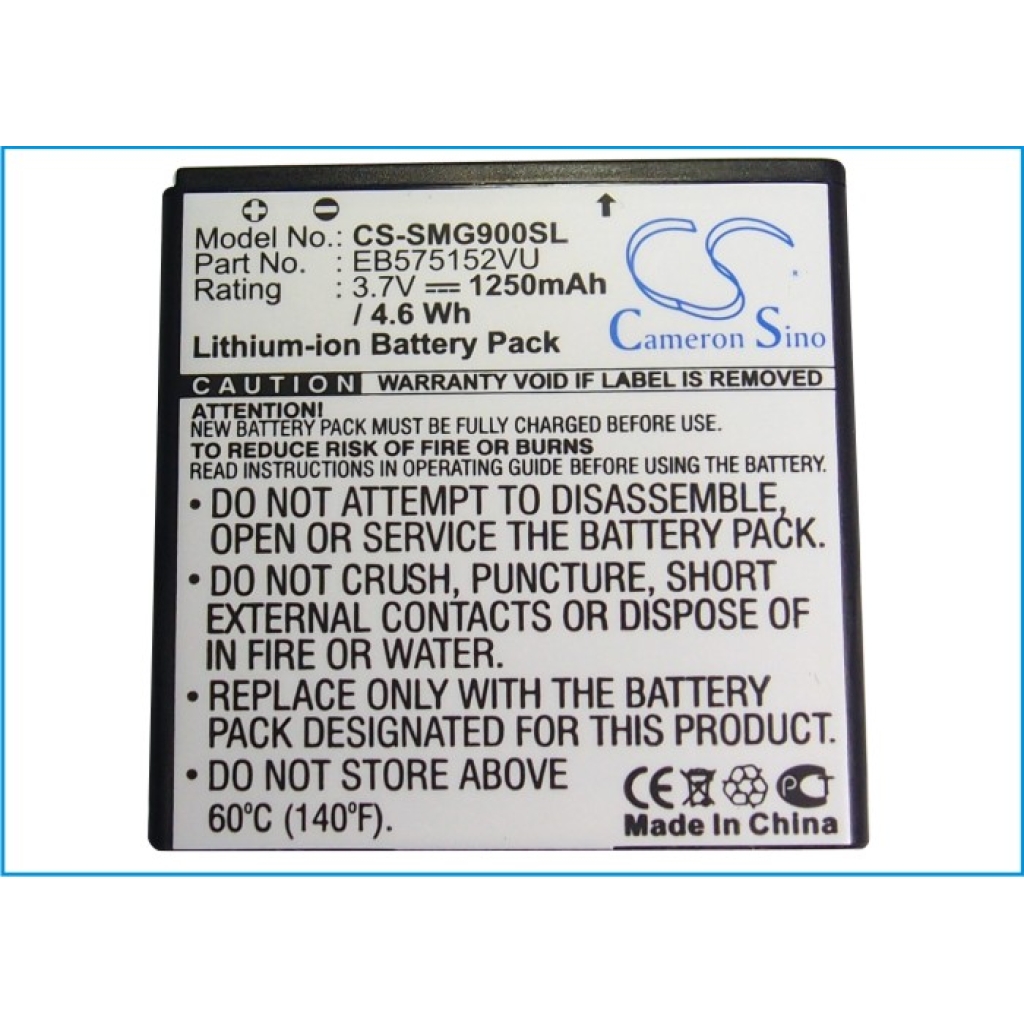 Model No.: CS-SMG900SL
Part No. : EB575152VU
Rating : 3.7V 1250mAh
/ 4.6 Wh
Lithium-ion Battery Pack
CS
Cameron Sino
CAUTION WARRANTY VOID IF LABEL IS REMOVED
ATTENTION!
NEW BATTERY PACK MUST BE FULLY CHARGED BEFORE USE.
TO REDUCE RISK OF FIRE OR BURNS
READ INSTRUCTIONS IN OPERATING GUIDE BEFORE USING THE BATTERY.
• DO NOT ATTEMPT TO DISASSEMBLE,
OPEN OR SERVICE THE BATTERY PACK.
• DO NOT CRUSH, PUNCTURE, SHORT
EXTERNAL CONTACTS OR DISPOSE OF
IN FIRE OR WATER.
• REPLACE ONLY WITH THE BATTERY
PACK DESIGNATED FOR THIS PRODUCT.
• DO NOT STORE ABOVE
60°C (140°F).
CE PCT
Made In China